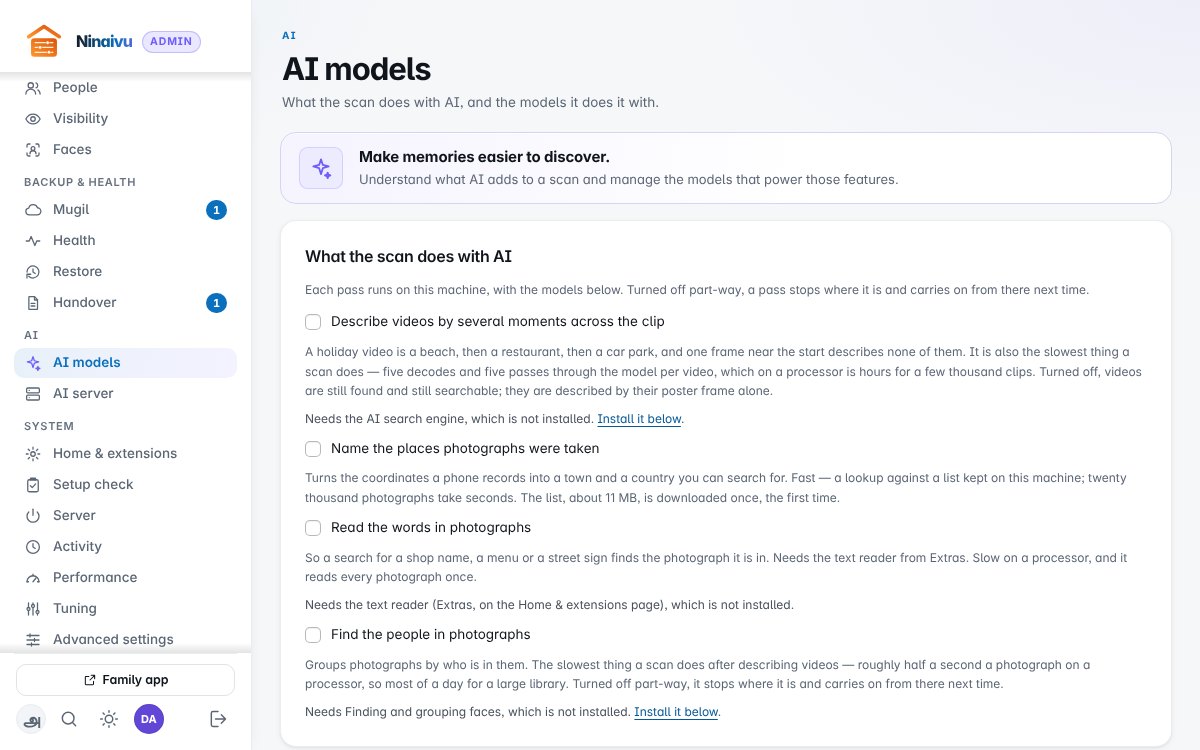 Ninaivu ADMIN
People
Visibility
Faces
BACKUP & HEALTH
Mugil 1
Health
Restore
Handover 1
AI
AI models
AI server
SYSTEM
Home & extensions
Setup check
Server
Activity
Performance
Tuning
Advanced settings
Family app
அ DA
AI
AI models
What the scan does with AI, and the models it does it with.
Make memories easier to discover.
Understand what AI adds to a scan and manage the models that power those features.
What the scan does with AI
Each pass runs on this machine, with the models below. Turned off part-way, a pass stops where it is and carries on from there next time.
Describe videos by several moments across the clip
A holiday video is a beach, then a restaurant, then a car park, and one frame near the start describes none of them. It is also the slowest thing a
scan does — five decodes and five passes through the model per video, which on a processor is hours for a few thousand clips. Turned off, videos
are still found and still searchable; they are described by their poster frame alone.
Needs the AI search engine, which is not installed. Install it below.
Name the places photographs were taken
Turns the coordinates a phone records into a town and a country you can search for. Fast — a lookup against a list kept on this machine; twenty
thousand photographs take seconds. The list, about 11 MB, is downloaded once, the first time.
Read the words in photographs
So a search for a shop name, a menu or a street sign finds the photograph it is in. Needs the text reader from Extras. Slow on a processor, and it
reads every photograph once.
Needs the text reader (Extras, on the Home & extensions page), which is not installed.
Find the people in photographs
Groups photographs by who is in them. The slowest thing a scan does after describing videos — roughly half a second a photograph on a
processor, so most of a day for a large library. Turned off part-way, it stops where it is and carries on from there next time.
Needs Finding and grouping faces, which is not installed. Install it below.